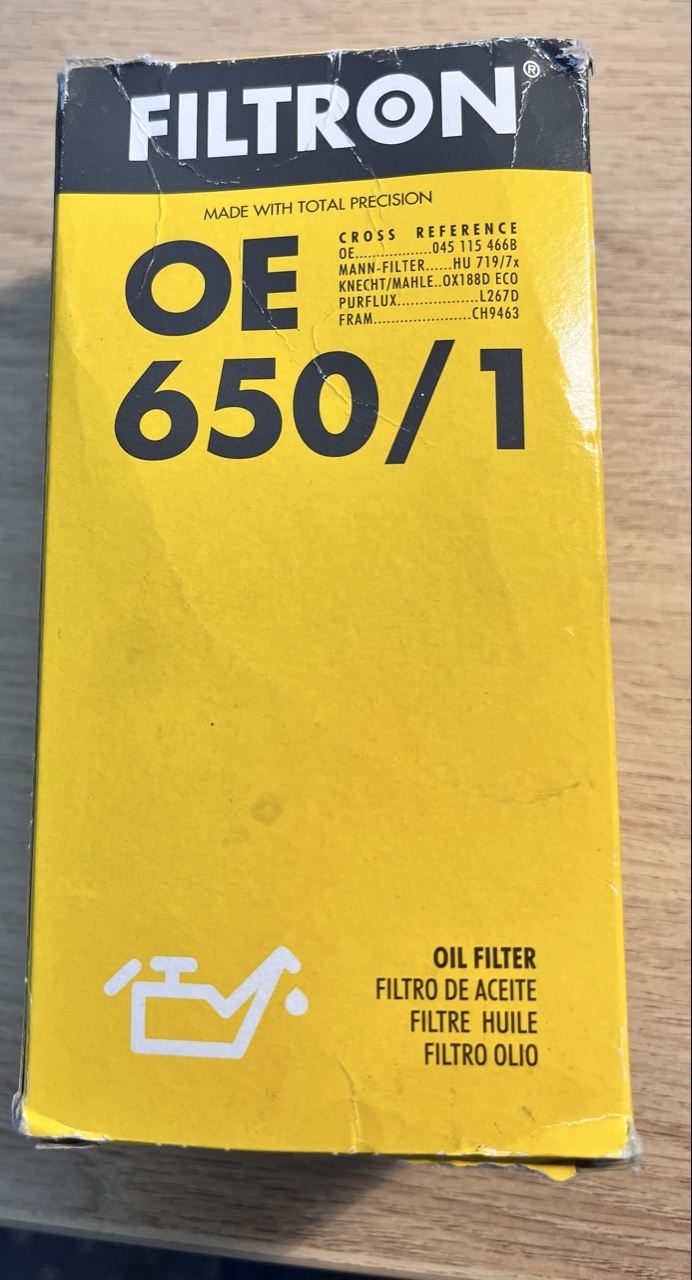 FILTRON®
MADE WITH TOTAL PRECISION
OE
650/1
CROSS REFERENCE
OE.................045 115 466B
MANN-FILTER......HU 719/7x
KNECHT/MAHLE..OX188D ECO
PURFLUX..................L267D
FRAM......................CH9463
OIL FILTER
FILTRO DE ACEITE
FILTRE HUILE
FILTRO OLIO